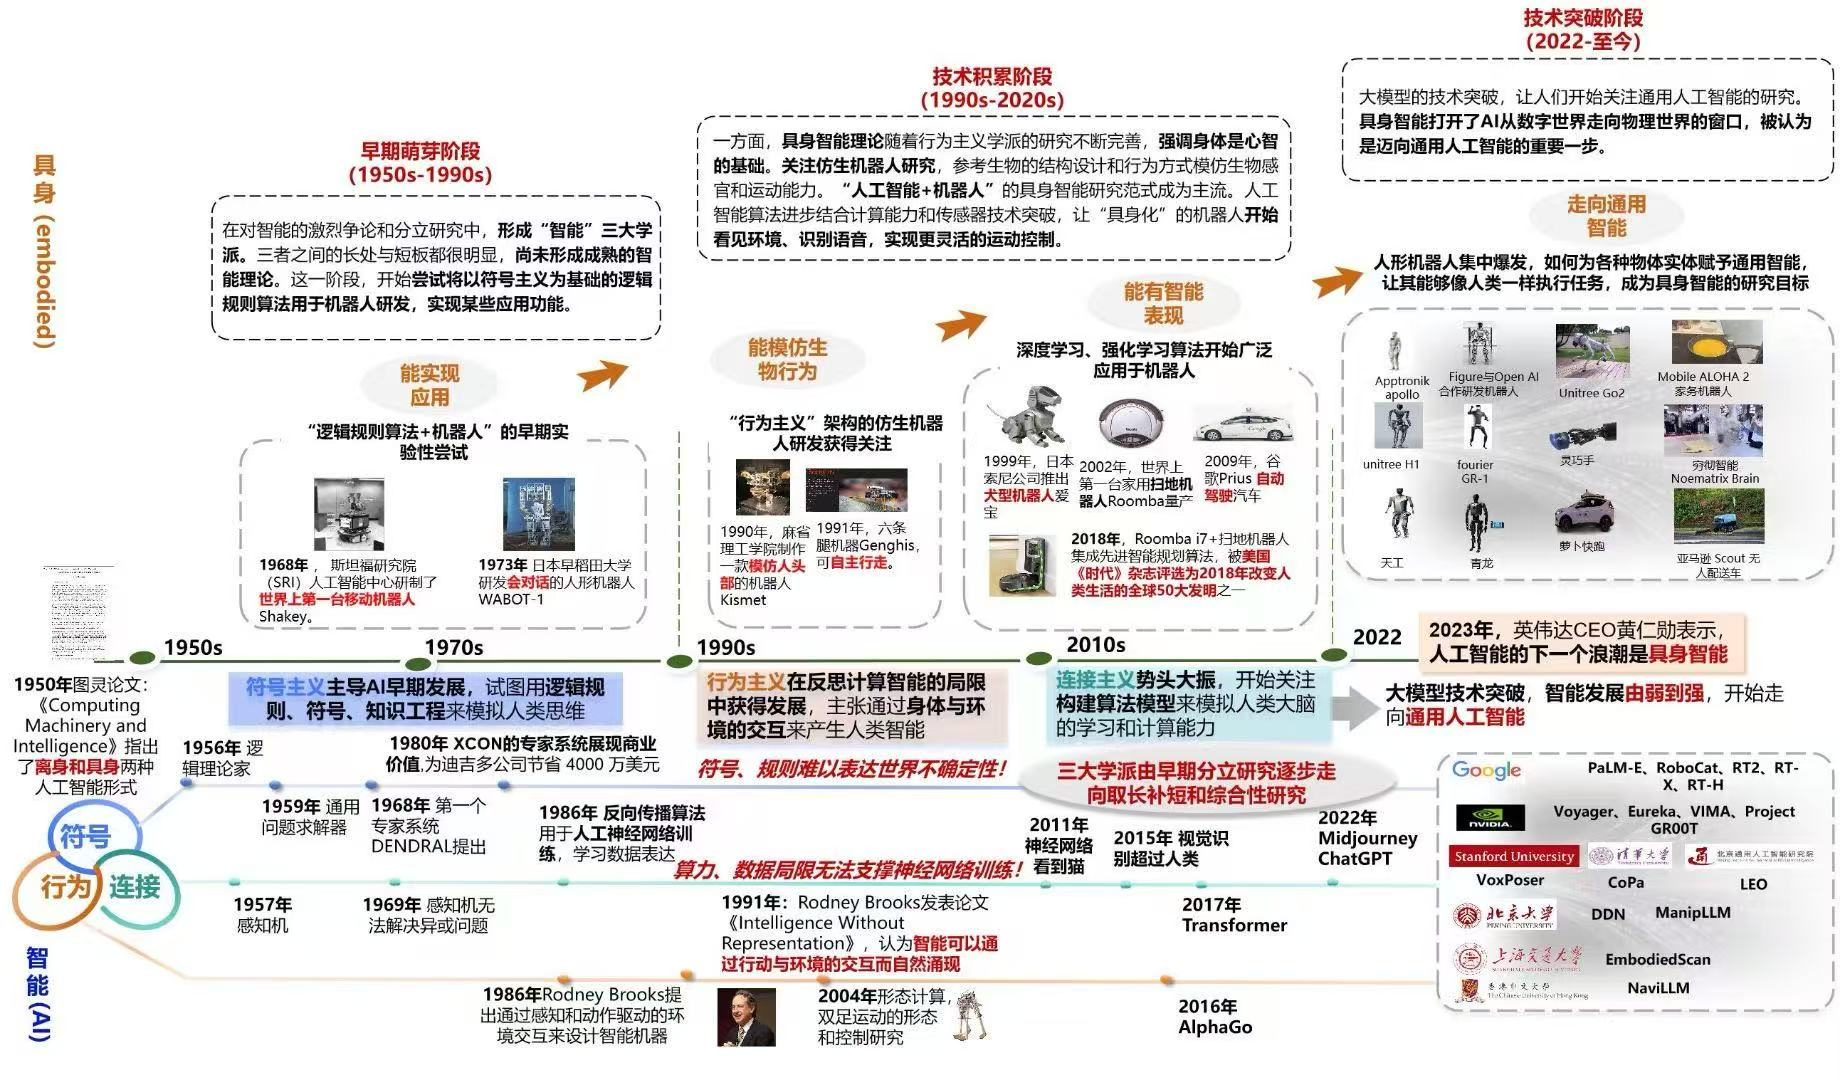 技术突破阶段
(2022-至今)
大模型的技术突破，让人们开始关注通用人工智能的研究。
具身智能打开了AI从数字世界走向物理世界的窗口，被认为
是迈向通用人工智能的重要一步。
技术积累阶段
(1990s-2020s)
一方面，具身智能理论随着行为主义学派的研究不断完善，强调身体是心智
的基础。关注仿生机器人研究，参考生物的结构设计和行为方式模仿生物感
官和运动能力。“人工智能+机器人”的具身智能研究范式成为主流。人工
智能算法进步结合计算能力和传感器技术突破，让“具身化”的机器人开始
看见环境、识别语音，实现更灵活的运动控制。
早期萌芽阶段
(1950s-1990s)
在对智能的激烈争论和分立研究中，形成“智能”三大学
派。三者之间的长处与短板都很明显，尚未形成成熟的智
能理论。这一阶段，开始尝试将以符号主义为基础的逻辑
规则算法用于机器人研发，实现某些应用功能。
具身 (embodied)
能实现
应用
“逻辑规则算法+机器人”的早期实
验性尝试
1968年 ，斯坦福研究院
（SRI）人工智能中心研制了
世界上第一台移动机器人
Shakey。
1973年 日本早稻田大学
研发会对话的人形机器人
WABOT-1
能模仿生
物行为
“行为主义”架构的仿生机器
人研发获得关注
1990年，麻省
理工学院制作
一款模仿人头
部的机器人
Kismet
1991年，六条
腿机器Genghis，
可自主行走。
能有智能
表现
深度学习、强化学习算法开始广泛
应用于机器人
1999年，日本
索尼公司推出
犬型机器人爱
宝
2002年，世界上
第一台家用扫地机
器人Roomba量产
2009年，谷
歌Prius 自动
驾驶汽车
2018年，Roomba i7+扫地机器人
集成先进智能规划算法，被美国
《时代》杂志评选为2018年改变人
类生活的全球50大发明之一
走向通用
智能
人形机器人集中爆发，如何为各种物体实体赋予通用智能，
让其能够像人类一样执行任务，成为具身智能的研究目标
Apptronik
apollo
Figure与Open AI
合作研发机器人
Unitree Go2
Mobile ALOHA 2
家务机器人
unitree H1
fourier
GR-1
灵巧手
穷彻智能
Noematrix Brain
天工
青龙
萝卜快跑
亚马逊 Scout 无
人配送车
1950s
1970s
1990s
2010s
2022
2023年，英伟达CEO黄仁勋表示，
人工智能的下一个浪潮是具身智能
1950年图灵论文：
《Computing
Machinery and
Intelligence》指出
了离身和具身两种
人工智能形式
符号主义主导AI早期发展，试图用逻辑规
则、符号、知识工程来模拟人类思维
行为主义在反思计算智能的局限
中获得发展，主张通过身体与环
境的交互来产生人类智能
连接主义势头大振，开始关注
构建算法模型来模拟人类大脑
的学习和计算能力
大模型技术突破，智能发展由弱到强，开始走
向通用人工智能
1956年 逻
辑理论家
1980年 XCON的专家系统展现商业
价值,为迪吉多公司节省 4000 万美元
符号、规则难以表达世界不确定性！
三大学派由早期分立研究逐步走
向取长补短和综合性研究
1959年 通用
问题求解器
1968年 第一个
专家系统
DENDRAL提出
1986年 反向传播算法
用于人工神经网络训
练，学习数据表达
算力、数据局限无法支撑神经网络训练！
2011年
神经网络
看到猫
2015年 视觉识
别超过人类
2022年
Midjourney
ChatGPT
符号
行为
连接
1957年
感知机
1969年 感知机无
法解决异或问题
1991年：Rodney Brooks发表论文
《Intelligence Without
Representation》，认为智能可以通
过行动与环境的交互而自然涌现
2017年
Transformer
智能(AI)
1986年Rodney Brooks提
出通过感知和动作驱动的环
境交互来设计智能机器
2004年形态计算，
双足运动的形态
和控制研究
2016年
AlphaGo
Google
PaLM-E、RoboCat、RT2、RT-
X、RT-H
NVIDIA.
Voyager、Eureka、VIMA、Project
GR00T
Stanford University
清华大学
北京通用人工智能研究院
VoxPoser
CoPa
LEO
北京大学
PEKING UNIVERSITY
DDN
ManipLLM
上海交通大学
SHANGHAI JIAO TONG UNIVERSITY
EmbodiedScan
香港中文大学
The Chinese University of Hong Kong
NaviLLM